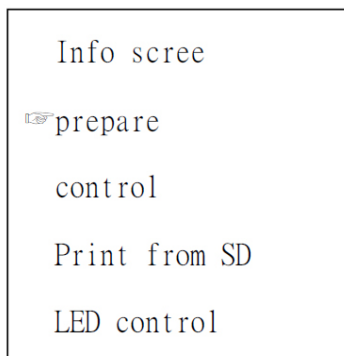 Info scree
☞prepare
control
Print from SD
LED control